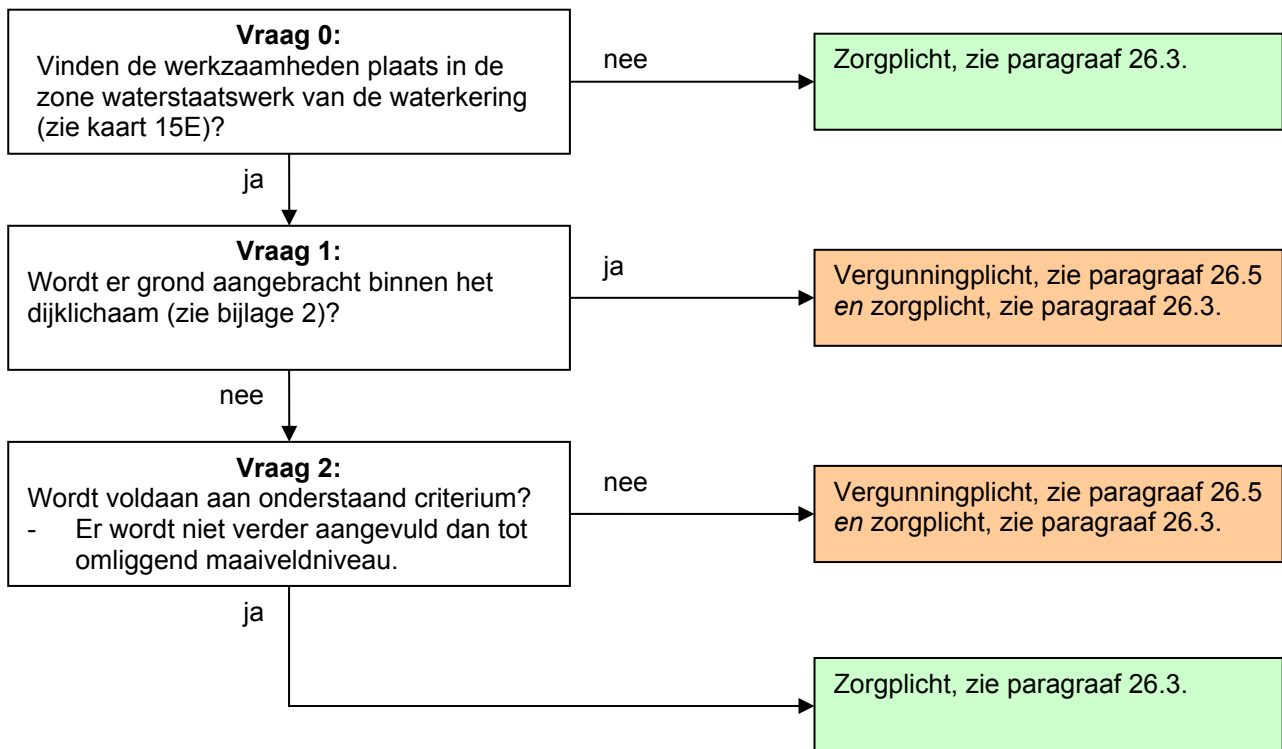 Vraag 0:
Vinden de werkzaamheden plaats in de
zone waterstaatswerk van de waterkering
(zie kaart 15E)?
nee
Zorgplicht, zie paragraaf 26.3.
ja
Vraag 1:
Wordt er grond aangebracht binnen het
dijklichaam (zie bijlage 2)?
ja
Vergunningplicht, zie paragraaf 26.5
en zorgplicht, zie paragraaf 26.3.
nee
Vraag 2:
Wordt voldaan aan onderstaand criterium?
- Er wordt niet verder aangevuld dan tot
omliggend maaiveldniveau.
nee
Vergunningplicht, zie paragraaf 26.5
en zorgplicht, zie paragraaf 26.3.
ja
Zorgplicht, zie paragraaf 26.3.